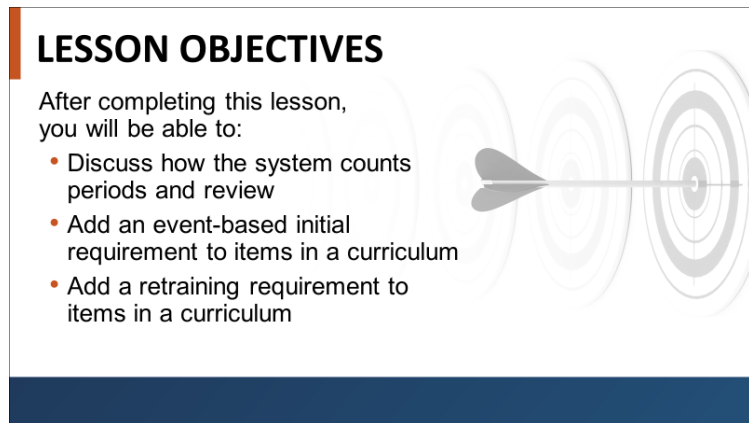 LESSON OBJECTIVES
After completing this lesson,
you will be able to:
• Discuss how the system counts
periods and review
• Add an event-based initial
requirement to items in a curriculum
• Add a retraining requirement to
items in a curriculum